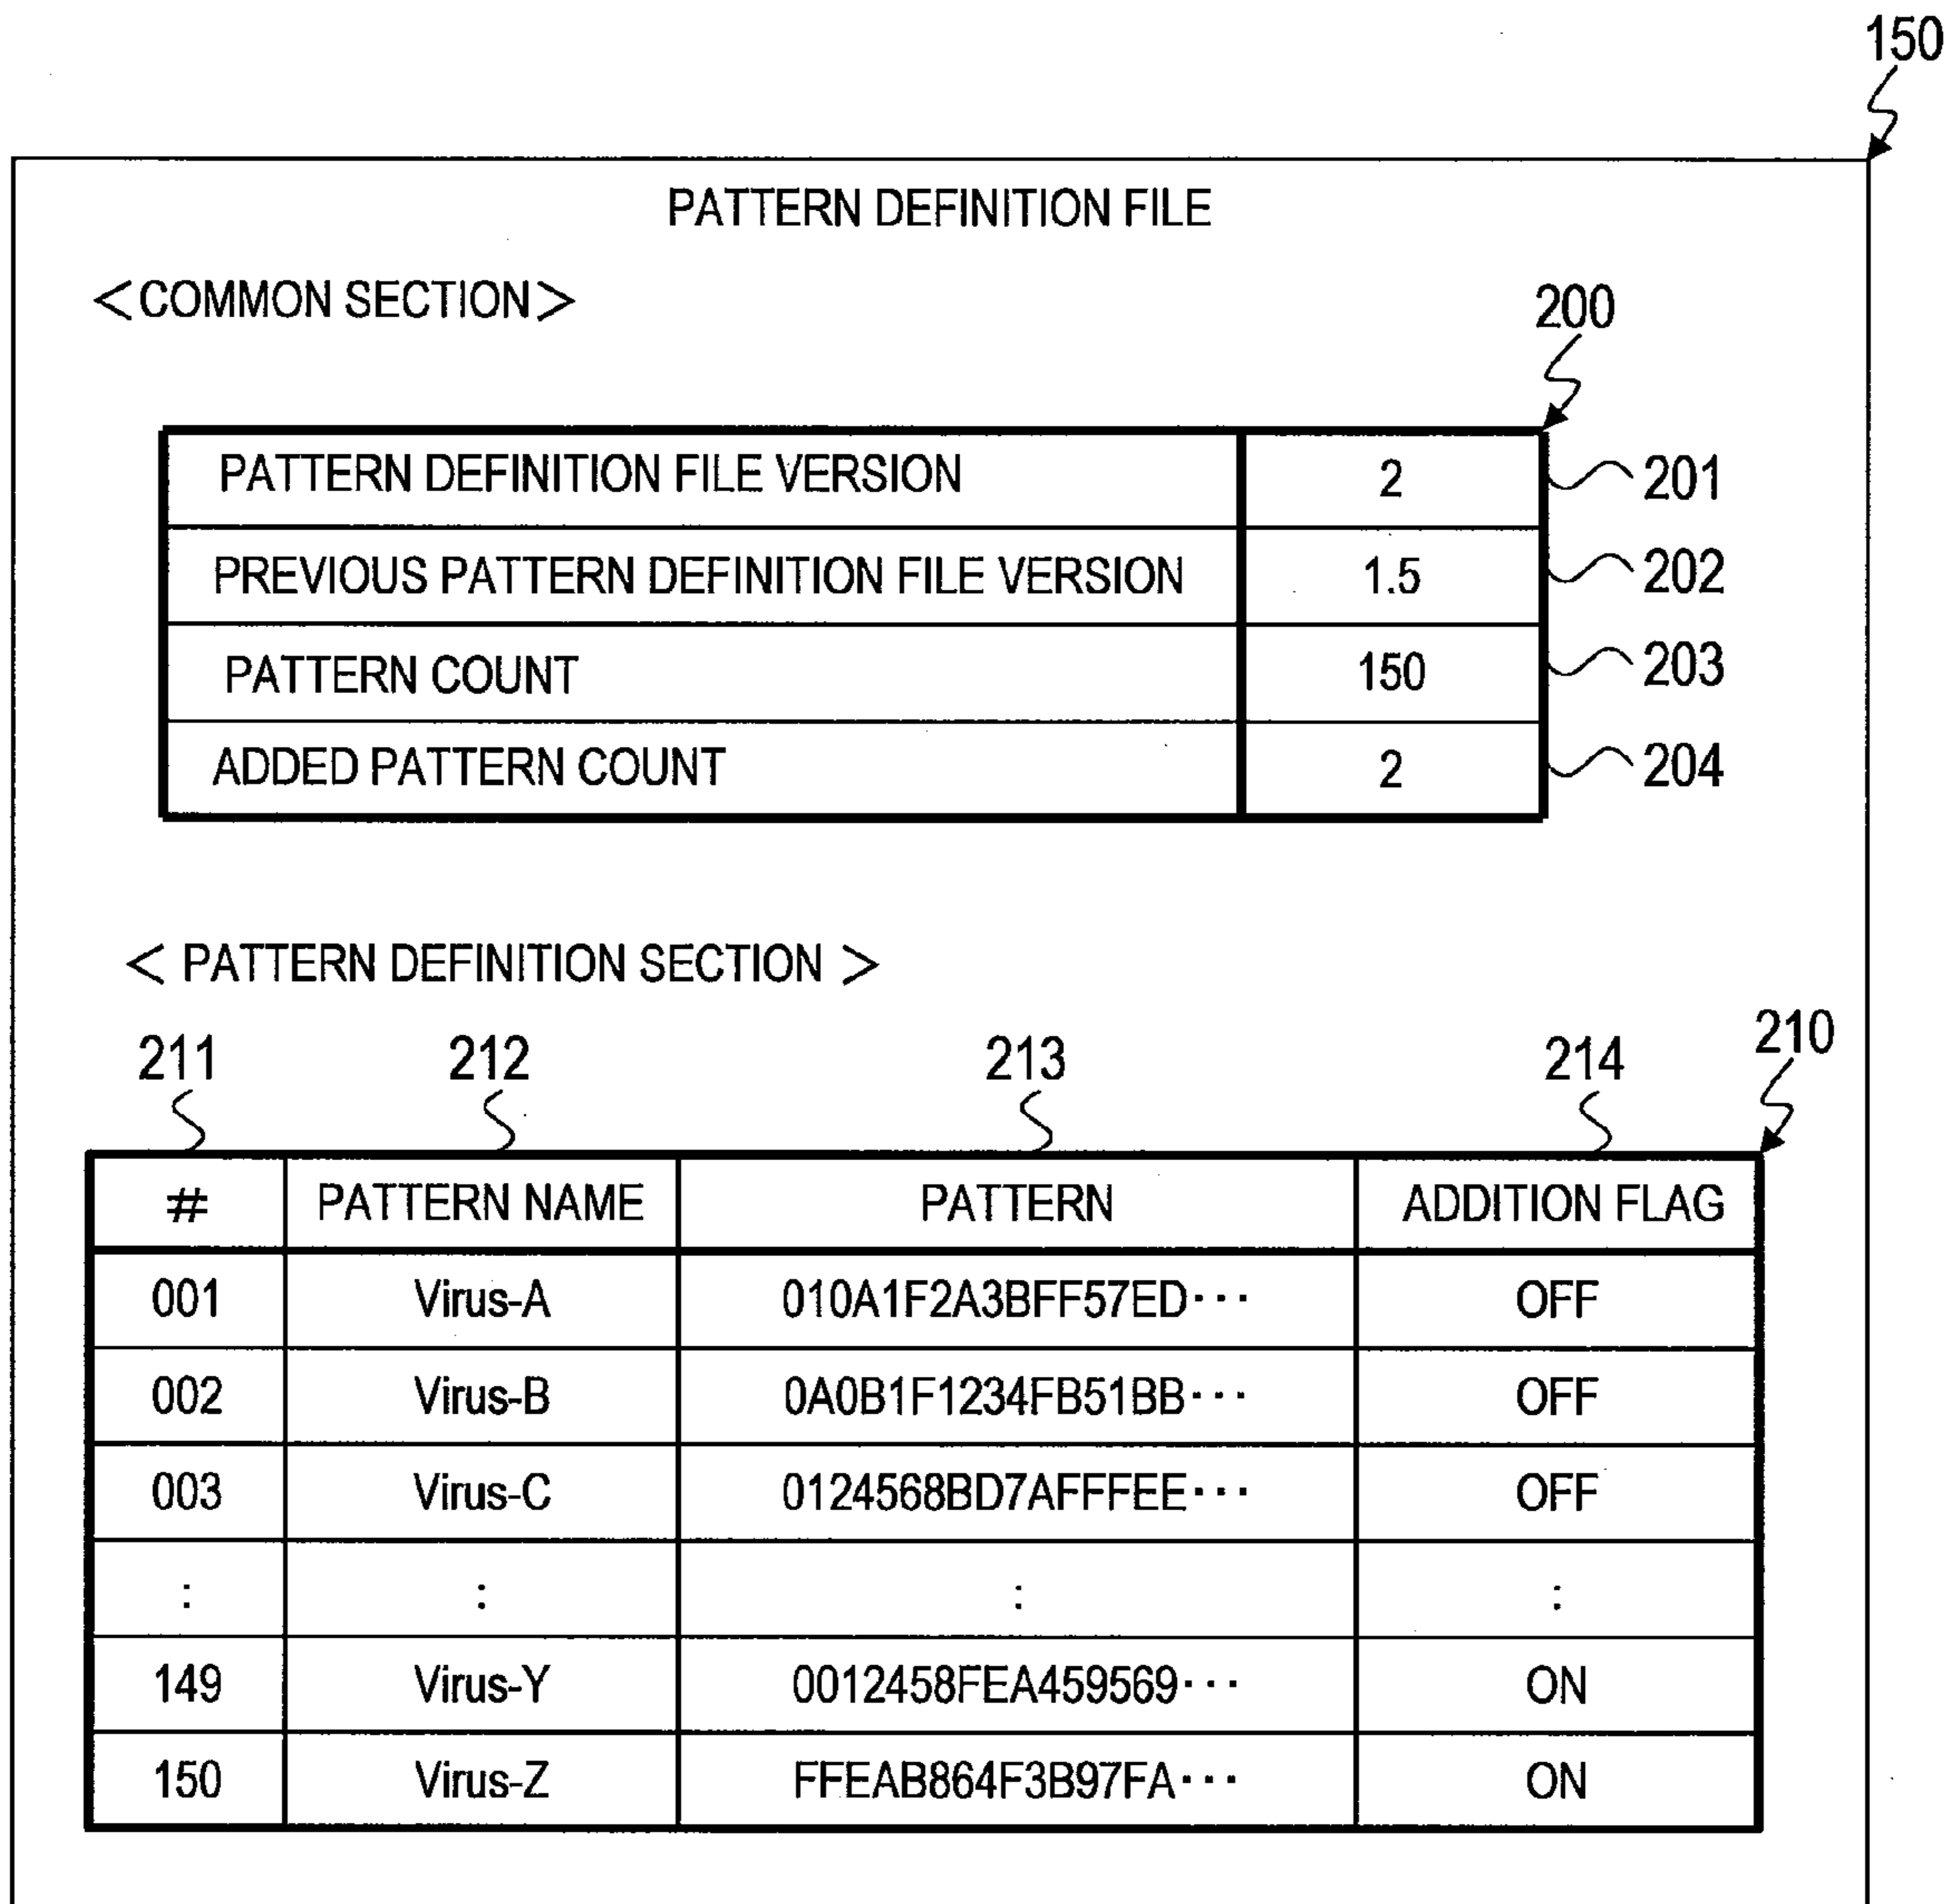 150
PATTERN DEFINITION FILE
<COMMON SECTION>
200
PATTERN DEFINITION FILE VERSION 2 201
PREVIOUS PATTERN DEFINITION FILE VERSION 1.5 202
PATTERN COUNT 150 203
ADDED PATTERN COUNT 2 204
< PATTERN DEFINITION SECTION >
211 212 213 214 210
# PATTERN NAME PATTERN ADDITION FLAG
001 Virus-A 010A1F2A3BFF57ED··· OFF
002 Virus-B 0A0B1F1234FB51BB··· OFF
003 Virus-C 0124568BD7AFFFEE··· OFF
: : : :
149 Virus-Y 0012458FEA459569··· ON
150 Virus-Z FFEAB864F3B97FA··· ON